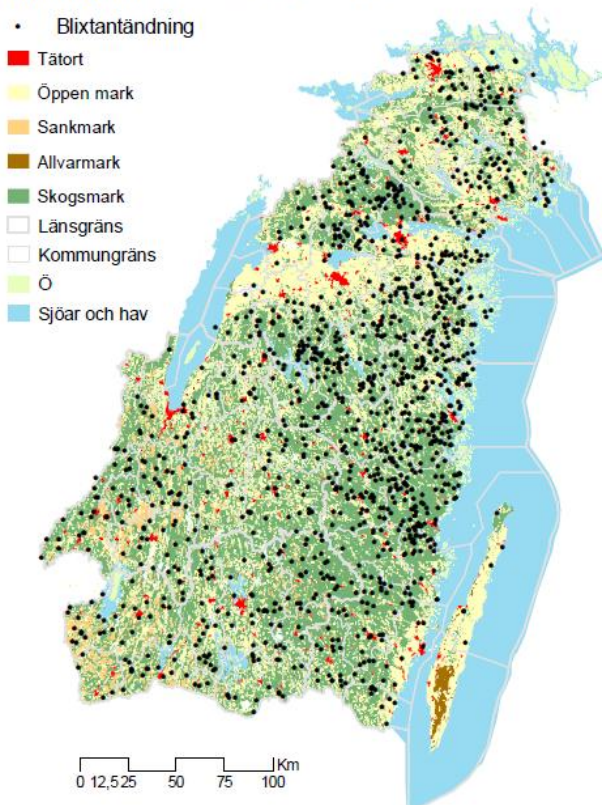 Blixtantändning
Tätort
Öppen mark
Sankmark
Allvarmark
Skogsmark
Länsgräns
Kommungräns
Ö
Sjöar och hav
Km
0 12,5 25 50 75 100